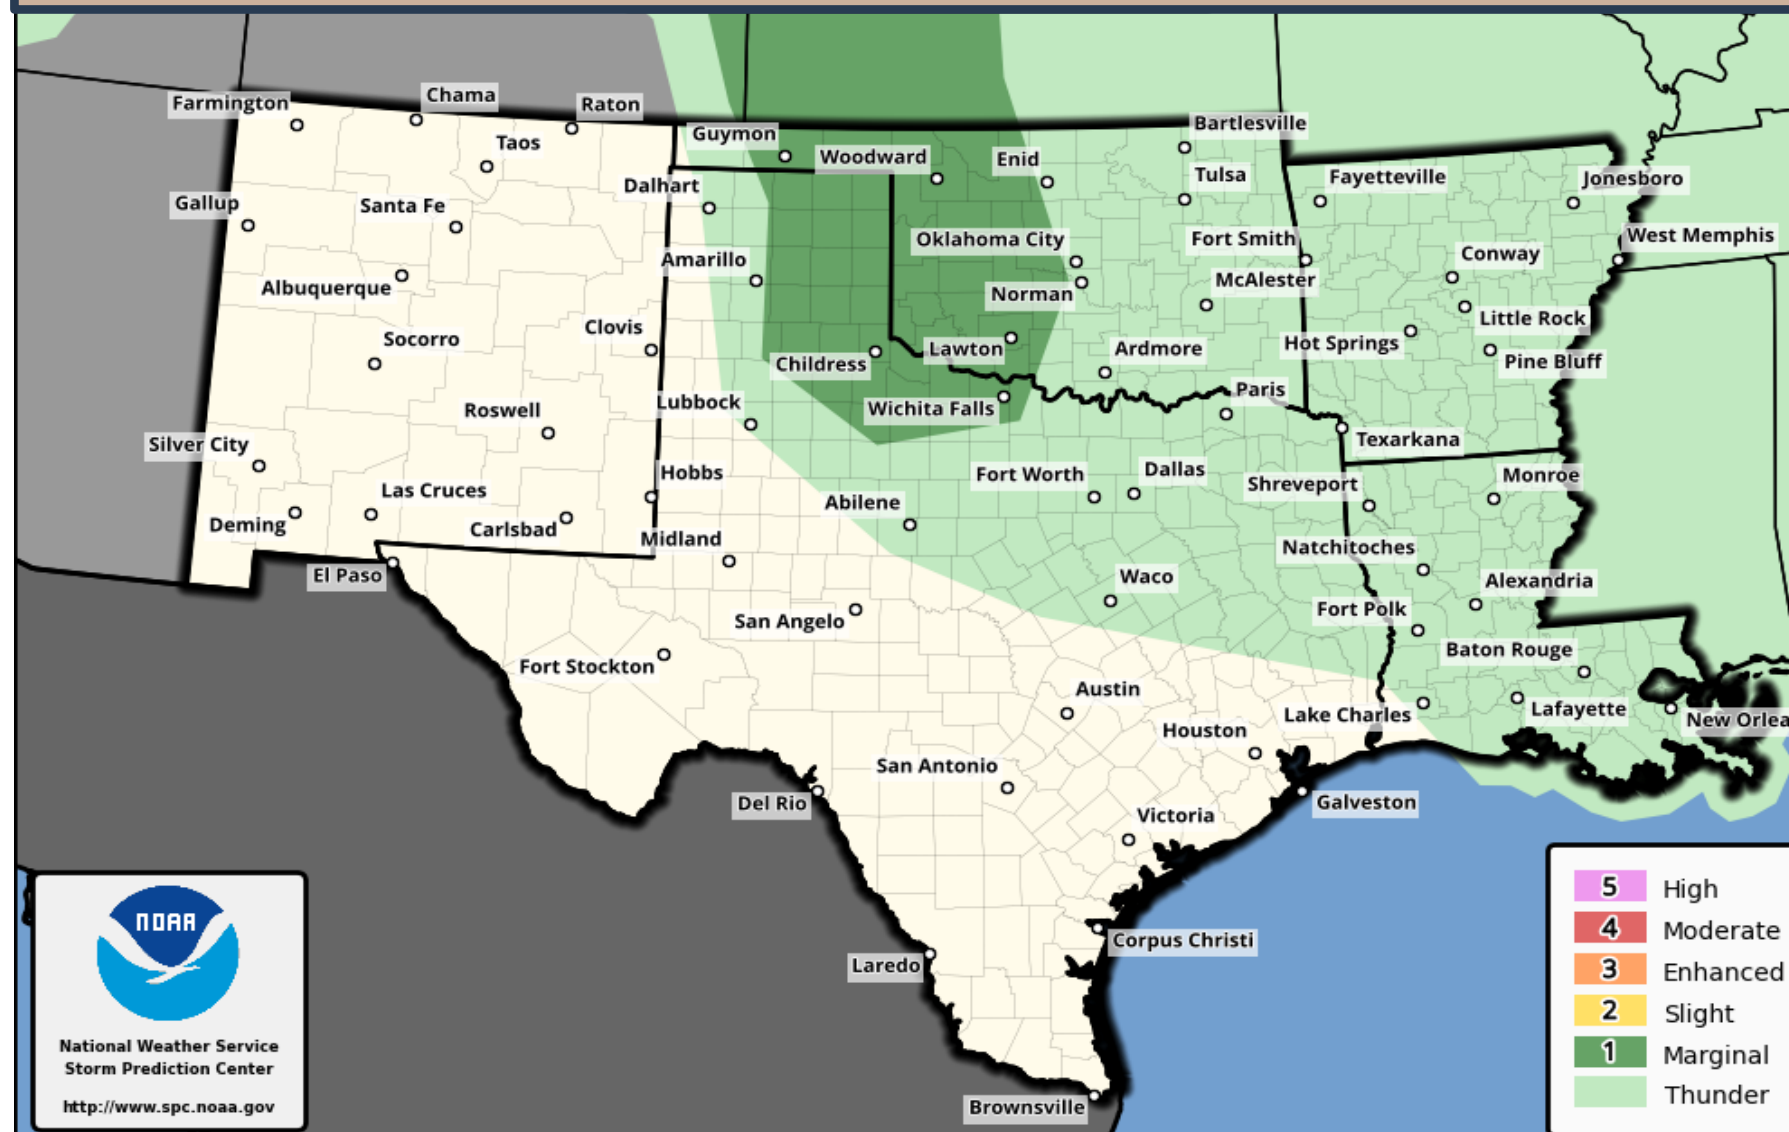 Farmington
Chama
Raton
Guymon
Bartlesville
Taos
Woodward
Enid
Tulsa
Fayetteville
Jonesboro
Dalhart
Gallup
Santa Fe
Oklahoma City
Fort Smith
West Memphis
Amarillo
Conway
Albuquerque
Norman
McAlester
Clovis
Little Rock
Socorro
Lawton
Ardmore
Hot Springs
Childress
Pine Bluff
Lubbock
Paris
Roswell
Wichita Falls
Silver City
Texarkana
Hobbs
Fort Worth
Dallas
Shreveport
Monroe
Las Cruces
Abilene
Deming
Carlsbad
Midland
Natchitoches
El Paso
Waco
Alexandria
San Angelo
Fort Polk
Baton Rouge
Fort Stockton
Austin
Lake Charles
Lafayette
New Orlea
Houston
San Antonio
Del Rio
Galveston
Victoria
Corpus Christi
Laredo
Brownsville
NOAA
National Weather Service
Storm Prediction Center
http://www.spc.noaa.gov
5 High
4 Moderate
3 Enhanced
2 Slight
1 Marginal
Thunder